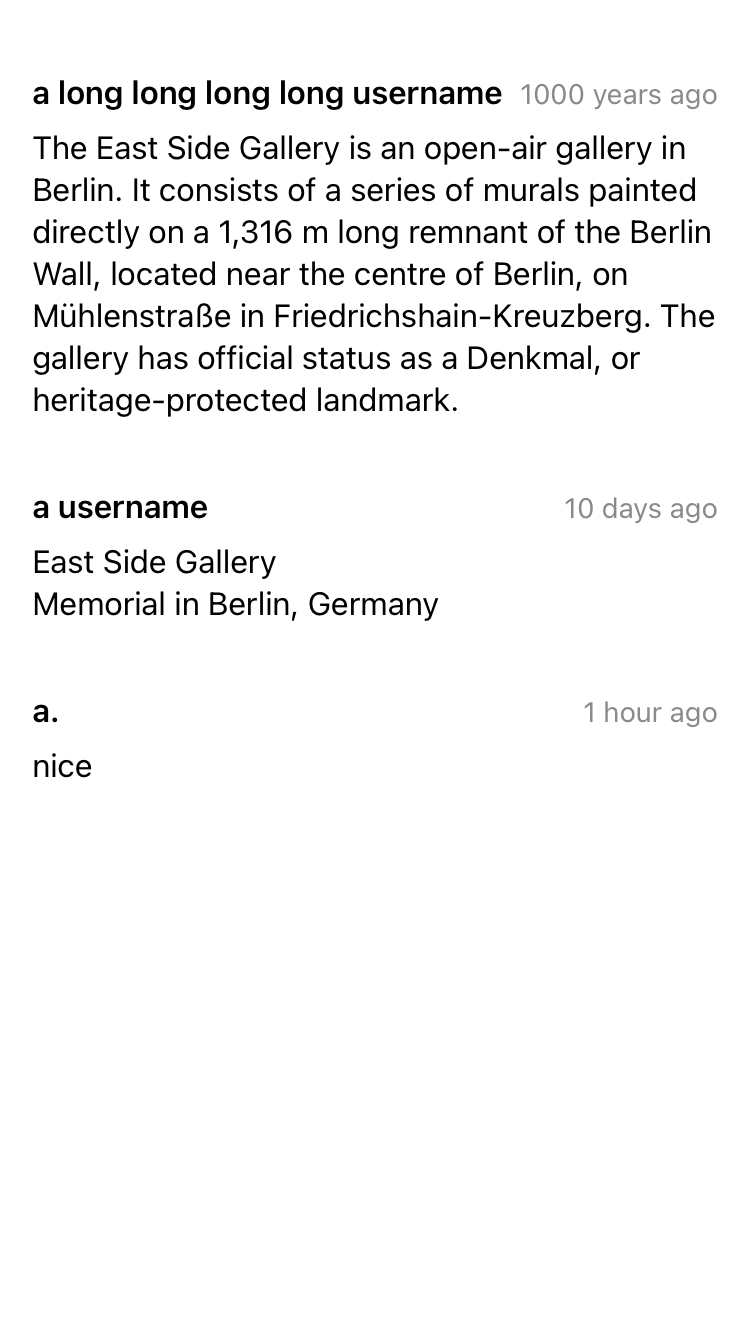 a long long long long username 1000 years ago
The East Side Gallery is an open-air gallery in
Berlin. It consists of a series of murals painted
directly on a 1,316 m long remnant of the Berlin
Wall, located near the centre of Berlin, on
Mühlenstraße in Friedrichshain-Kreuzberg. The
gallery has official status as a Denkmal, or
heritage-protected landmark.
a username 10 days ago
East Side Gallery
Memorial in Berlin, Germany
a. 1 hour ago
nice